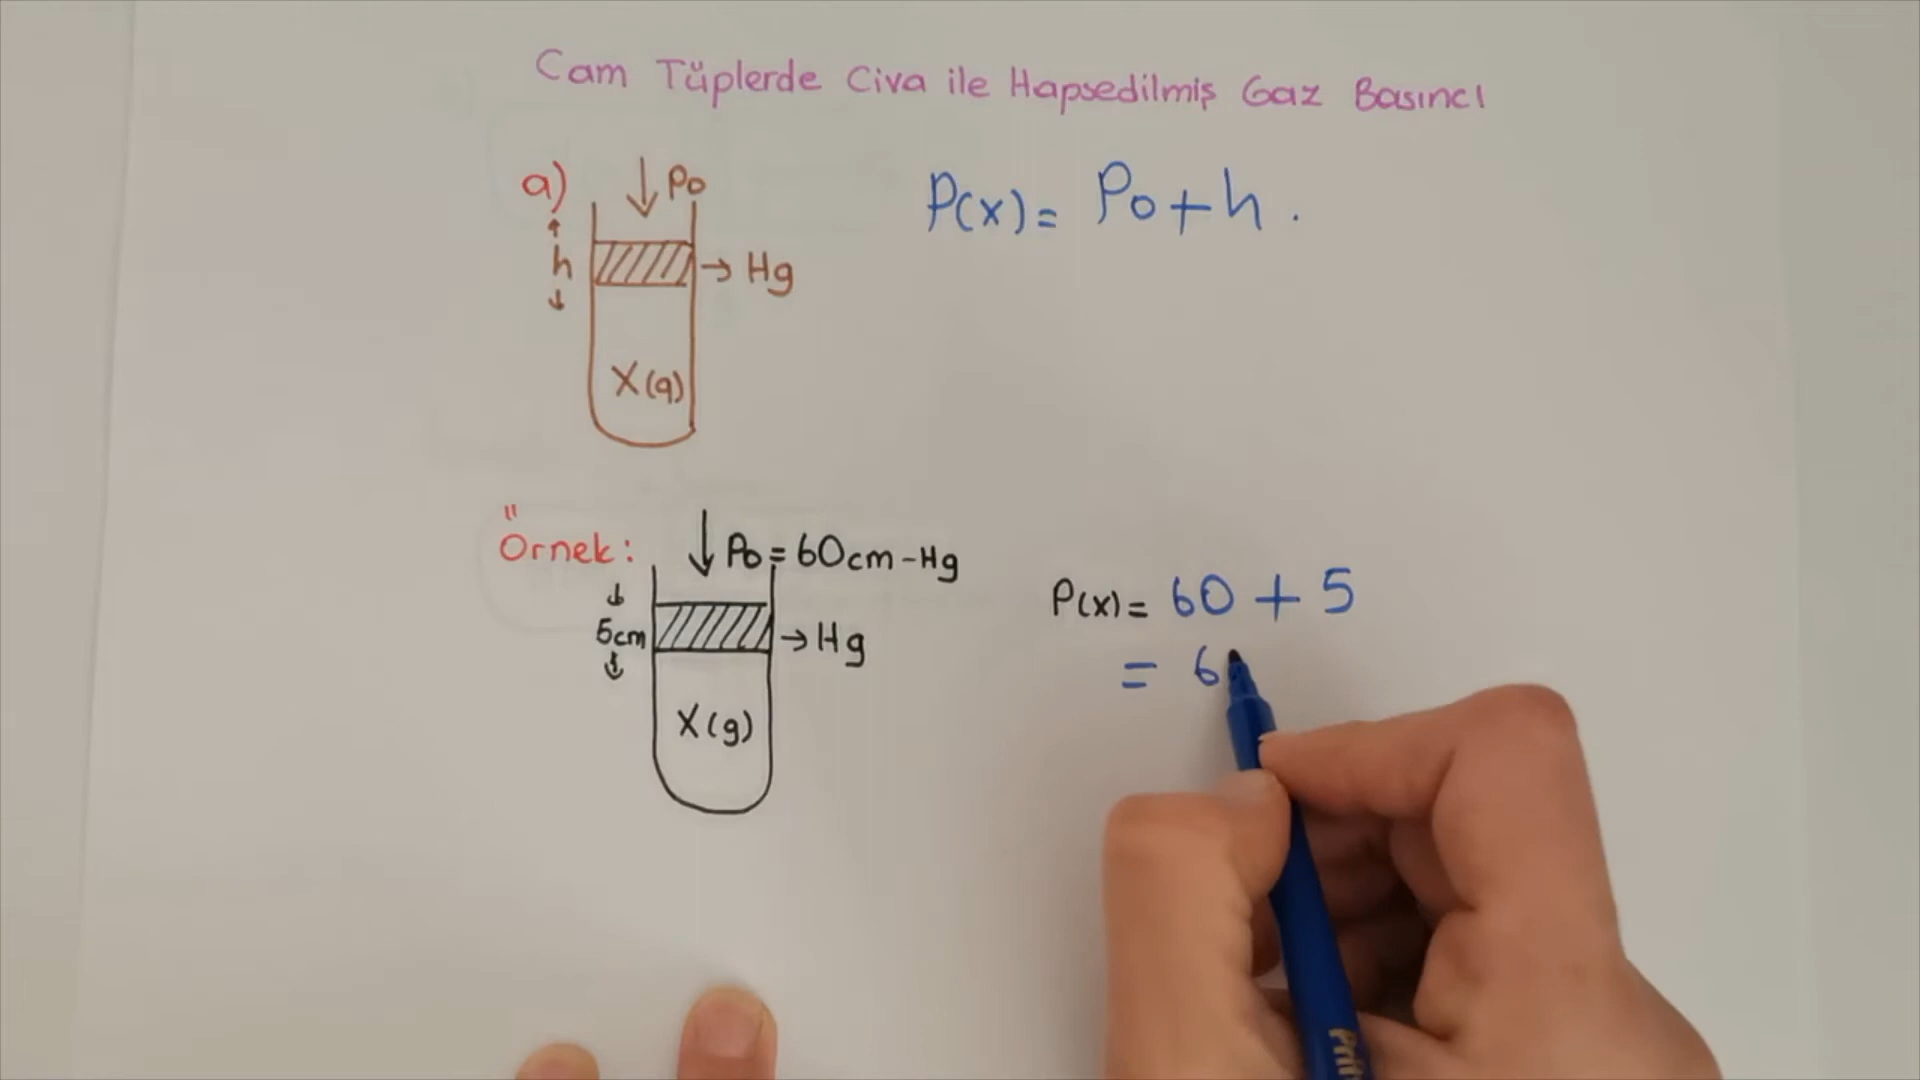 Cam Tüplerde Civa ile Hapsedilmiş Gaz Basıncı
a) ↓ Po
h → Hg
X(g)
P(x) = Po + h .
Örnek: ↓ Po = 60cm-Hg
5cm → Hg
X(g)
P(x) = 60 + 5
= 6